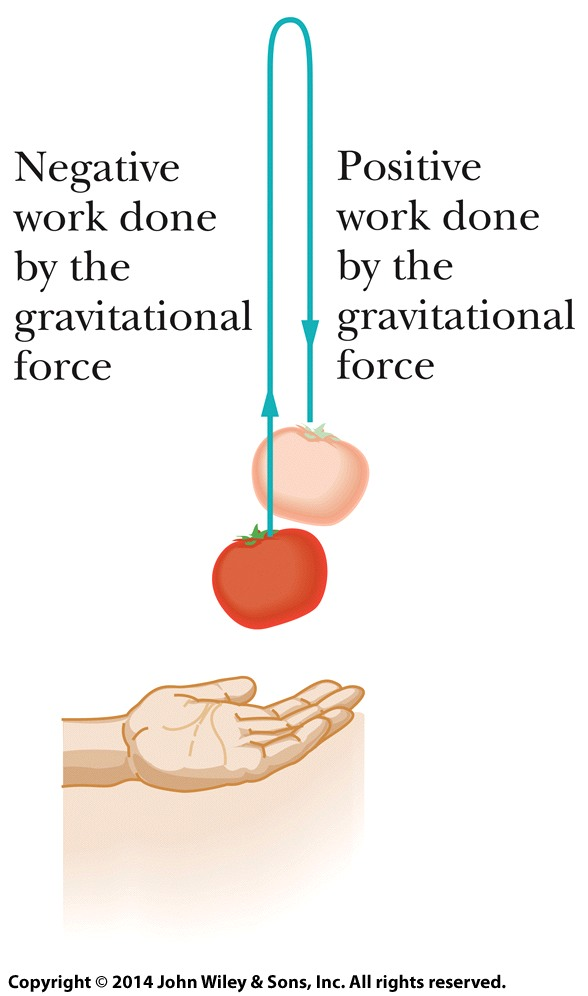 Negative
work done
by the
gravitational
force
Positive
work done
by the
gravitational
force
Copyright © 2014 John Wiley & Sons, Inc. All rights reserved.